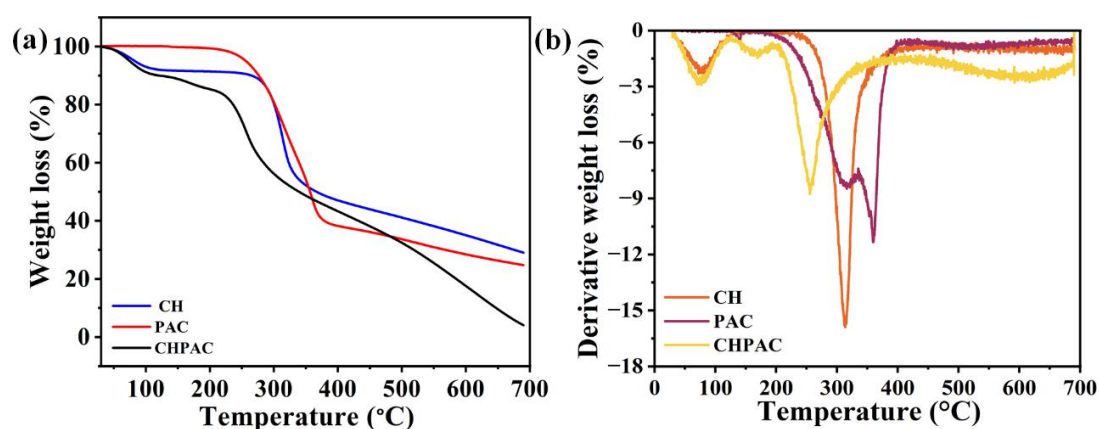 (a)
Weight loss (%)
100
80
60
40
20
0
CH
PAC
CHPAC
100
200
300
400
500
600
700
Temperature (°C)
(b)
Derivative weight loss (%)
0
−3
−6
−9
−12
−15
−18
CH
PAC
CHPAC
0
100
200
300
400
500
600
700
Temperature (°C)